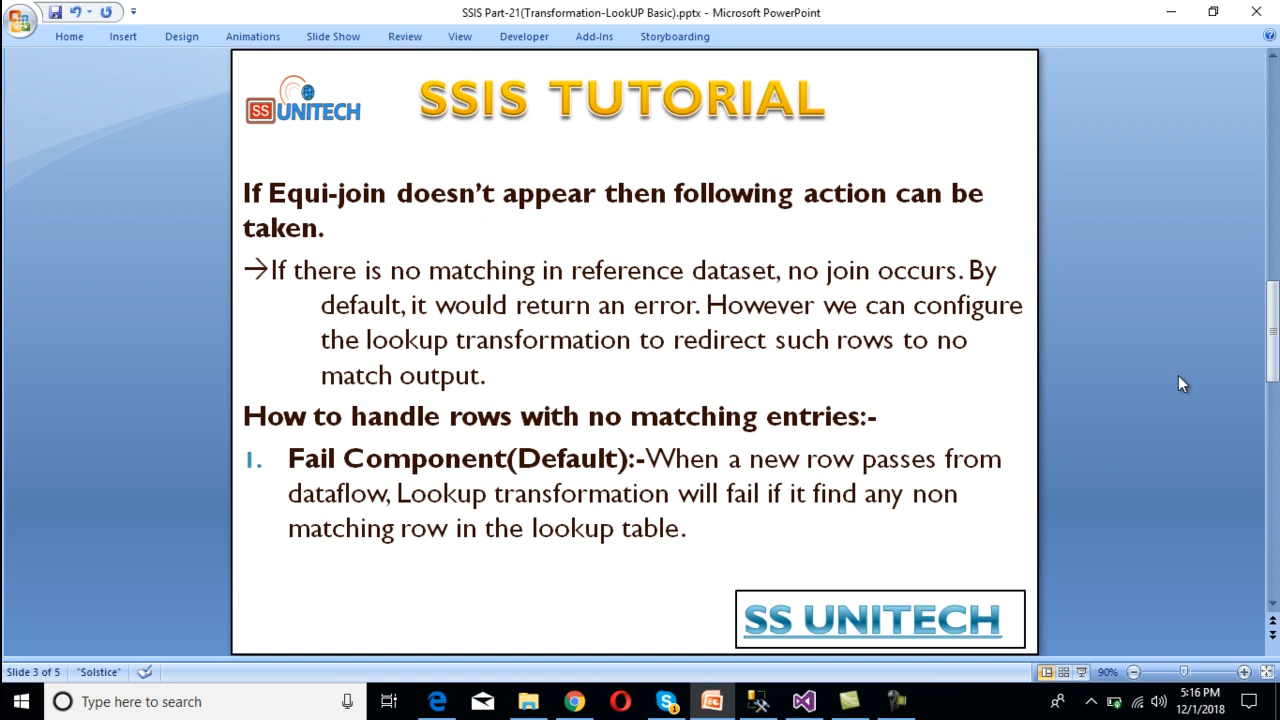 SSIS Part-21(Transformation-LookUP Basic).pptx - Microsoft PowerPoint
Home Insert Design Animations Slide Show Review View Developer Add-Ins Storyboarding
SS UNITECH
SSIS TUTORIAL
If Equi-join doesn’t appear then following action can be
taken.
→If there is no matching in reference dataset, no join occurs. By
default, it would return an error. However we can configure
the lookup transformation to redirect such rows to no
match output.
How to handle rows with no matching entries:-
1. Fail Component(Default):-When a new row passes from
dataflow, Lookup transformation will fail if it find any non
matching row in the lookup table.
SS UNITECH
Slide 3 of 5 "Solstice" 90%
Type here to search
5:16 PM
12/1/2018